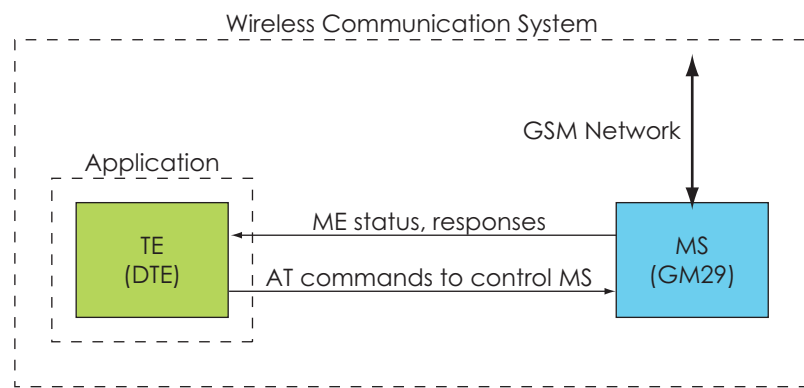 Wireless Communication System
GSM Network
Application
TE
(DTE)
ME status, responses
AT commands to control MS
MS
(GM29)